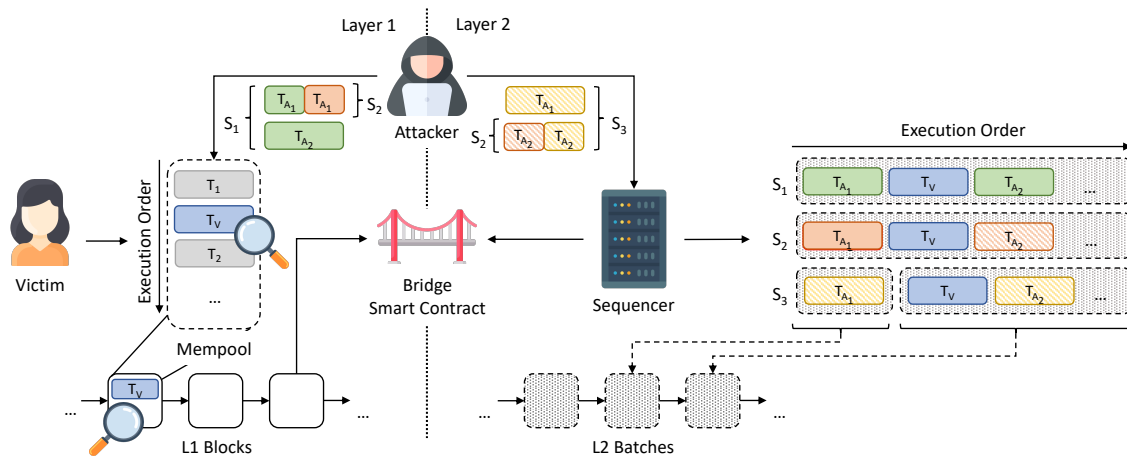 Layer 1
Layer 2
S1
TA1
TA1
S2
TA2
Attacker
TA1
S2
TA2
TA2
S3
Execution Order
Victim
Execution Order
T1
TV
T2
...
Mempool
Bridge
Smart Contract
Sequencer
S1
TA1
TV
TA2
...
S2
TA1
TV
TA2
...
S3
TA1
TV
TA2
...
...
TV
...
L1 Blocks
...
...
L2 Batches